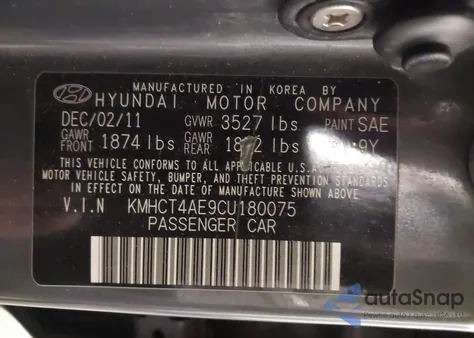 MANUFACTURED IN KOREA BY
HYUNDAI MOTOR COMPANY
DEC/02/11 GVWR 3527 lbs PAINT SAE
GAWR FRONT 1874 lbs GAWR REAR lbs 9Y
THIS VEHICLE CONFORMS TO ALL APPLICABLE U.S.
MOTOR VEHICLE SAFETY, BUMPER, AND THEFT PREVENTION
STANDARDS IN EFFECT ON THE DATE OF
MANUFACTURE SHOWN ABOVE.
V.I.N KMHCT4AE9CU180075
PASSENGER CAR
autoSnap